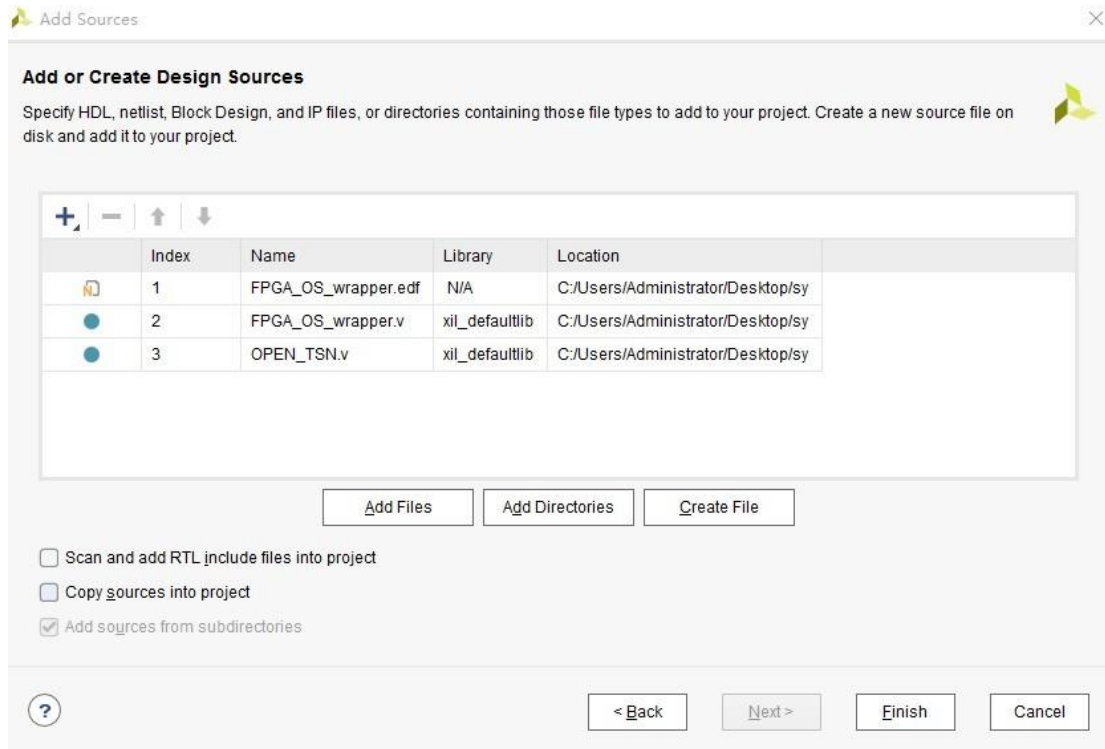 Add Sources
Add or Create Design Sources
Specify HDL, netlist, Block Design, and IP files, or directories containing those file types to add to your project. Create a new source file on
disk and add it to your project.
Index Name Library Location
1 FPGA_OS_wrapper.edf N/A C:/Users/Administrator/Desktop/sy
2 FPGA_OS_wrapper.v xil_defaultlib C:/Users/Administrator/Desktop/sy
3 OPEN_TSN.v xil_defaultlib C:/Users/Administrator/Desktop/sy
Add Files Add Directories Create File
Scan and add RTL include files into project
Copy sources into project
Add sources from subdirectories
? < Back Next > Finish Cancel